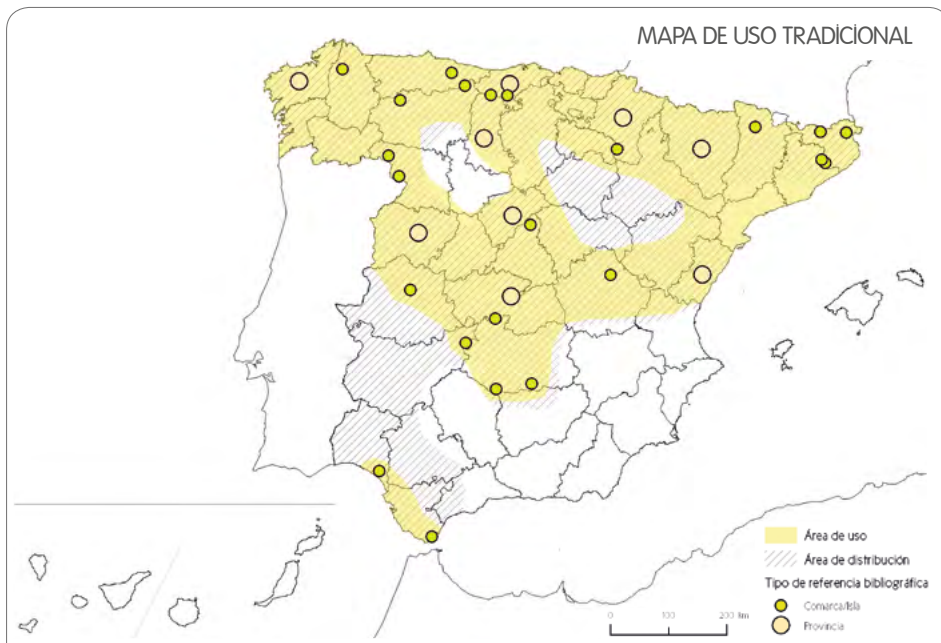 MAPA DE USO TRADICIONAL
Área de uso
Área de distribución
Tipo de referencia bibliográfica
Comarca/Isla
Provincia
0 100 200 km